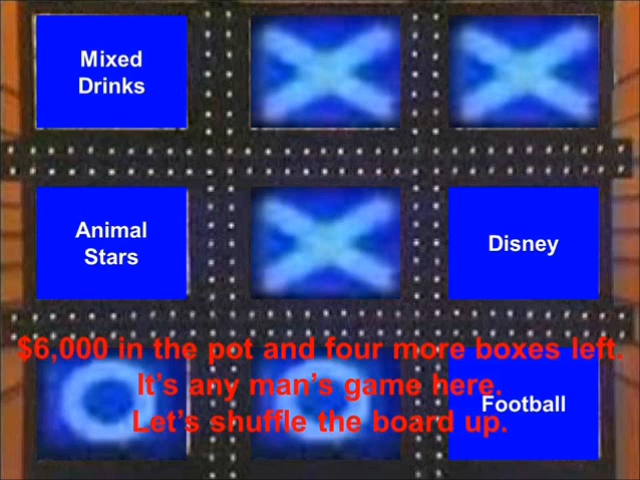 Mixed
Drinks
Animal
Stars
Disney
$6,000 in the pot and four more boxes left.
It's any man's game here.
Football
Let's shuffle the board up.